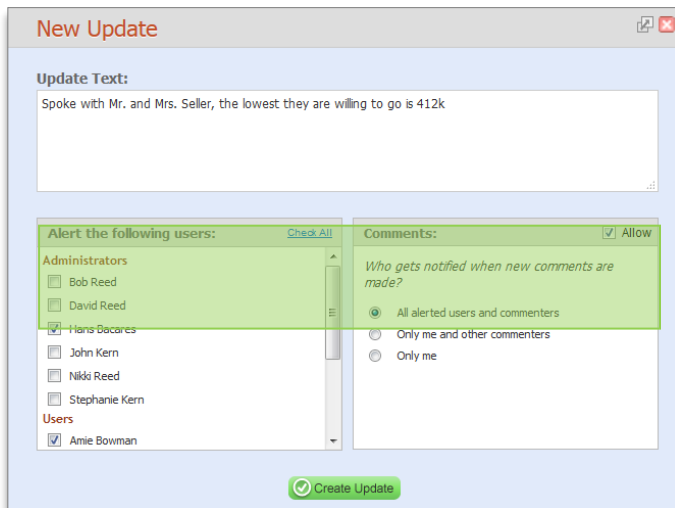 New Update
Update Text:
Spoke with Mr. and Mrs. Seller, the lowest they are willing to go is 412k
Alert the following users:
Check All
Administrators
Bob Reed
David Reed
Hans Bacares
John Kern
Nikki Reed
Stephanie Kern
Users
Amie Bowman
Comments:
Allow
Who gets notified when new comments are
made?
All alerted users and commenters
Only me and other commenters
Only me
Create Update